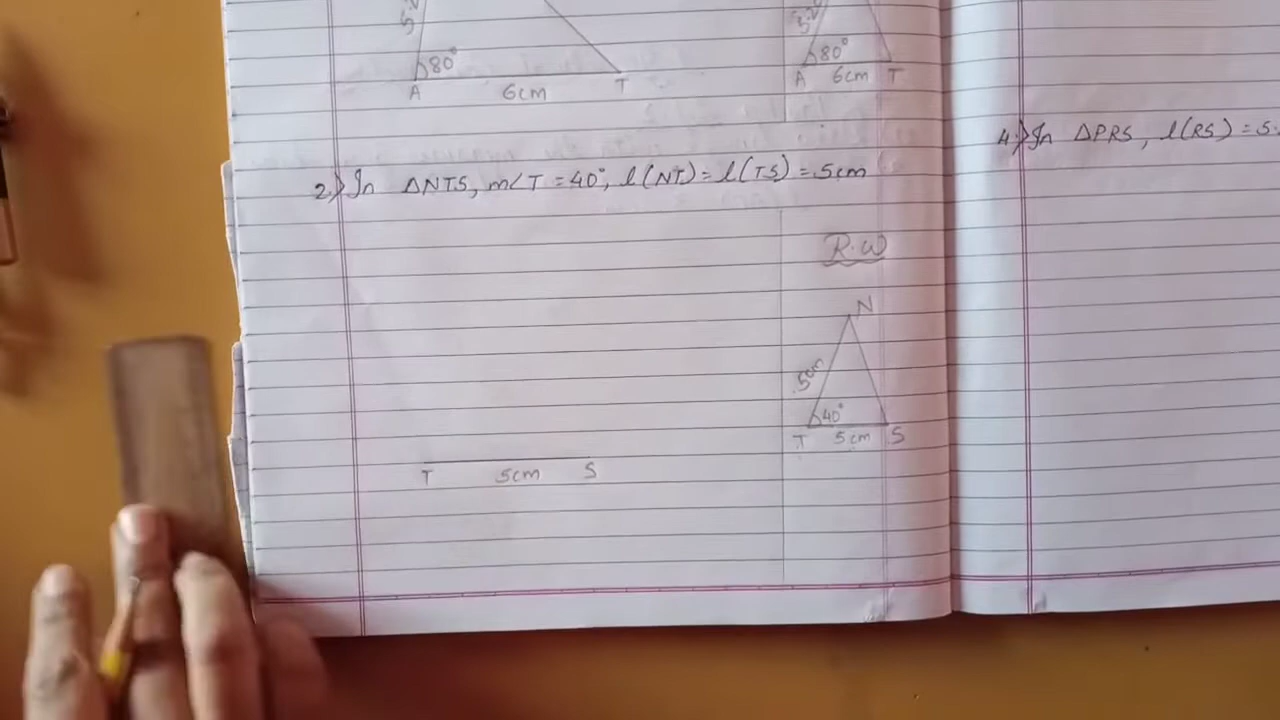 80°
A 6cm T
80°
A 6cm T
2) In ΔNTS, m∠T = 40°, l(NT) = l(TS) = 5cm
R.W
N
5cm
40°
T 5cm S
T 5cm S
4) In ΔPRS, l(RS) = 5.